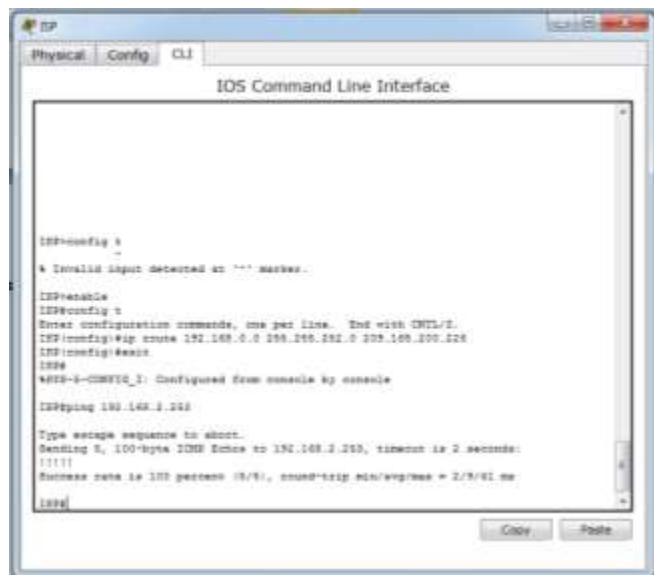 ISP
Physical Config CLI
IOS Command Line Interface
ISP>config t
^
% Invalid input detected at '^' marker.
ISP>enable
ISP#config t
Enter configuration commands, one per line. End with CNTL/Z.
ISP(config)#ip route 192.168.0.0 255.255.252.0 209.165.200.226
ISP(config)#exit
ISP#
%SYS-5-CONFIG_I: Configured from console by console
ISP#ping 192.168.2.253
Type escape sequence to abort.
Sending 5, 100-byte ICMP Echos to 192.168.2.253, timeout is 2 seconds:
!!!!!
Success rate is 100 percent (5/5), round-trip min/avg/max = 2/9/61 ms
ISP#
Copy Paste